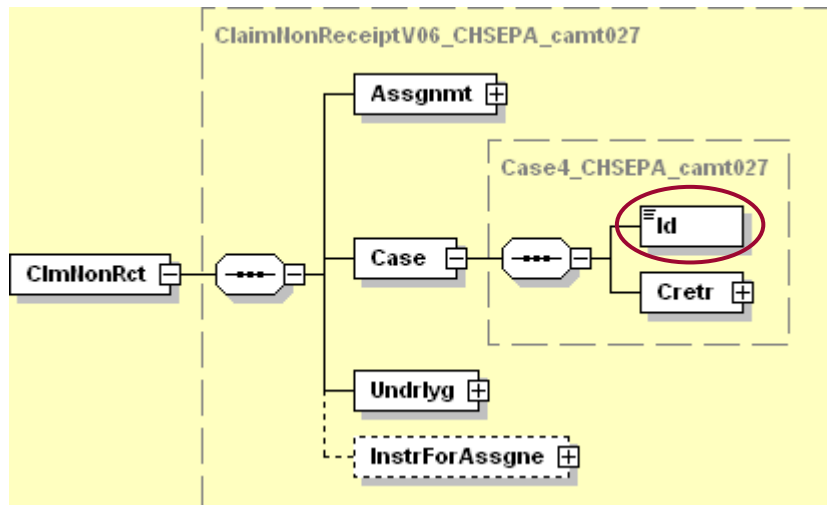 ClaimNonReceiptV06_CHSEPA_camt027
Assgnmt
Case4_CHSEPA_camt027
Id
ClmNonRct
Case
Cretr
Undrlyg
InstrForAssgne